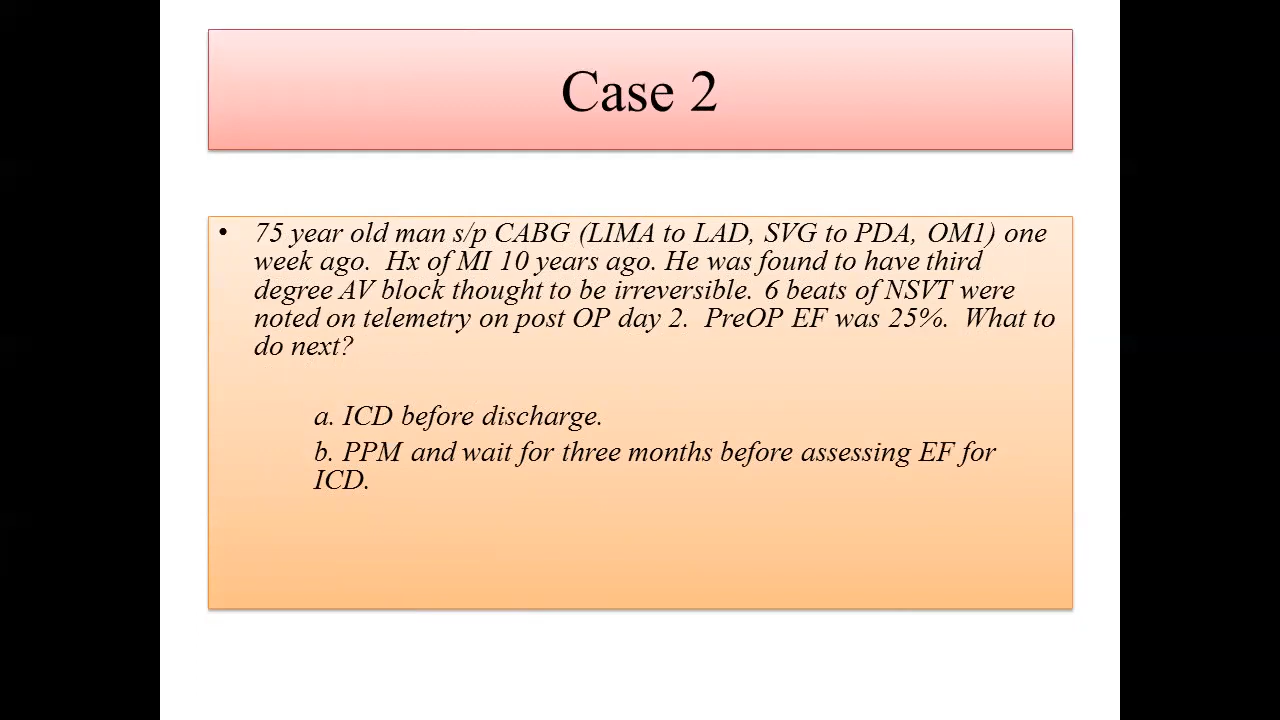 Case 2
• 75 year old man s/p CABG (LIMA to LAD, SVG to PDA, OM1) one
week ago.  Hx of MI 10 years ago. He was found to have third
degree AV block thought to be irreversible.  6 beats of NSVT were
noted on telemetry on post OP day 2.  PreOP EF was 25%.  What to
do next?
a. ICD before discharge.
b. PPM and wait for three months before assessing EF for
ICD.